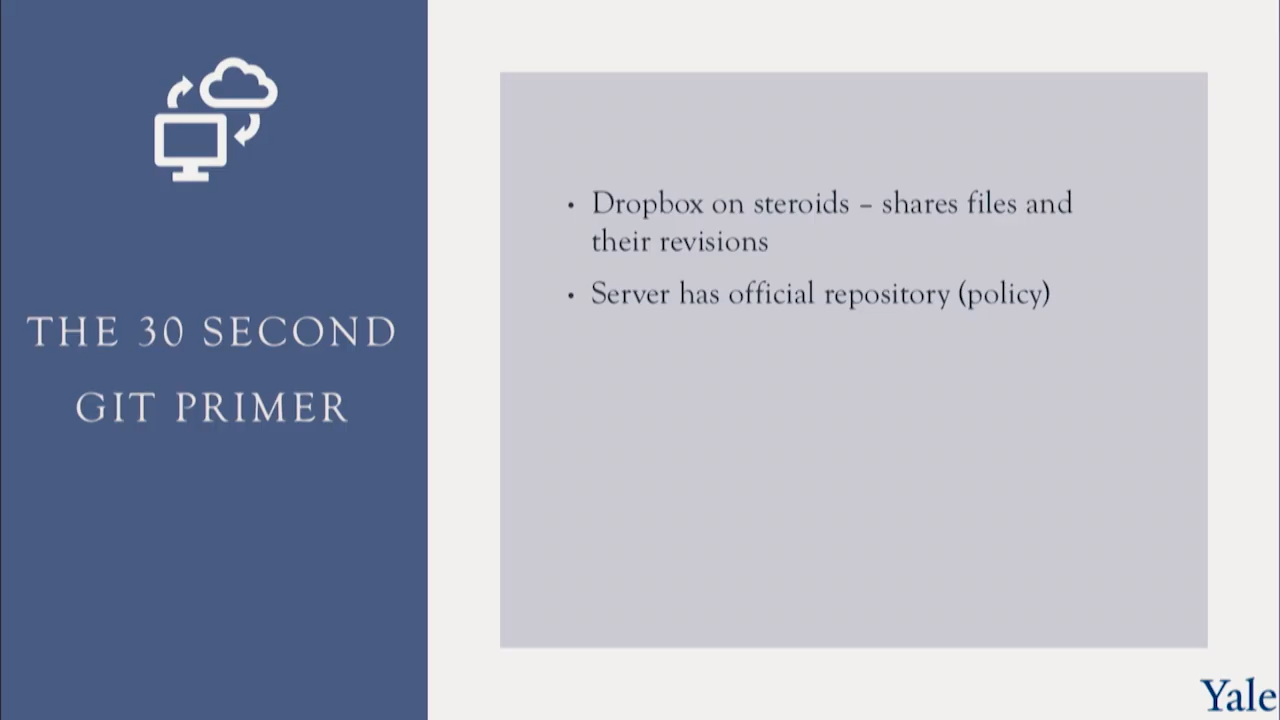 THE 30 SECOND
GIT PRIMER
• Dropbox on steroids – shares files and
their revisions
• Server has official repository (policy)
Yale